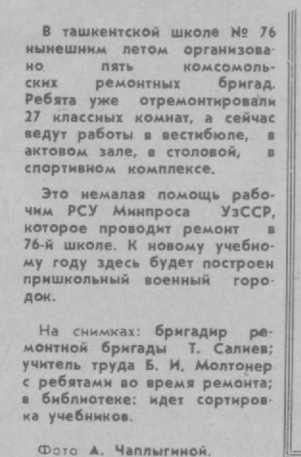 В ташкентской школе № 76
нынешним летом организова-
но пять комсомоль-
ских ремонтных бригад.
Ребята уже отремонтировали
27 классных комнат, а сейчас
ведут работы в вестибюле, в
актовом зале, в столовой, в
спортивном комплексе.
Это немалая помощь рабо-
чим РСУ Минпроса УзССР,
которое проводит ремонт в
76-й школе. К новому учебно-
му году здесь будет построен
пришкольный военный горо-
док.
На снимках: бригадир ре-
монтной бригады Т. Салиев;
учитель труда Б. И. Молтонер
с ребятами во время ремонта;
в библиотеке: идет сортиров-
ка учебников.
Фото А. Чаплыгиной.